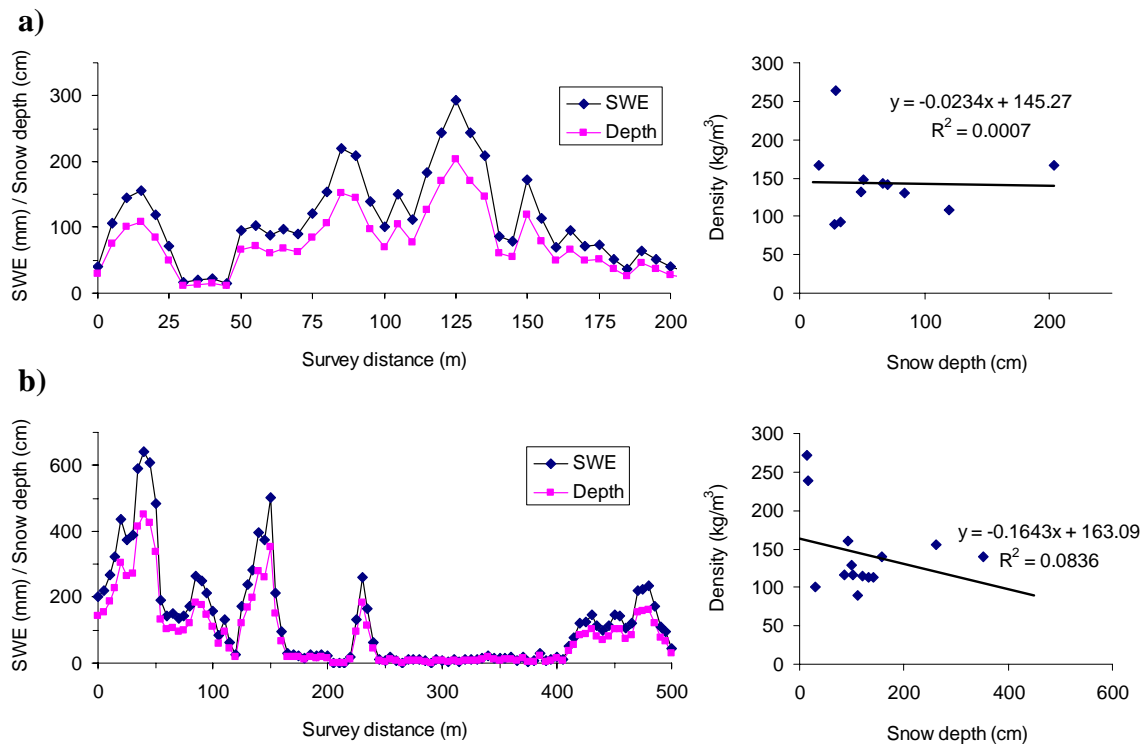 a)
SWE (mm) / Snow depth (cm)
300
200
100
0
0 25 50 75 100 125 150 175 200
Survey distance (m)
SWE
Depth
Density (kg/m³)
300
250
200
150
100
50
0
0 100 200
Snow depth (cm)
y = -0.0234x + 145.27
R² = 0.0007
b)
SWE (mm) / Snow depth (cm)
600
400
200
0
0 100 200 300 400 500
Survey distance (m)
SWE
Depth
Density (kg/m³)
300
250
200
150
100
50
0
0 200 400 600
Snow depth (cm)
y = -0.1643x + 163.09
R² = 0.0836